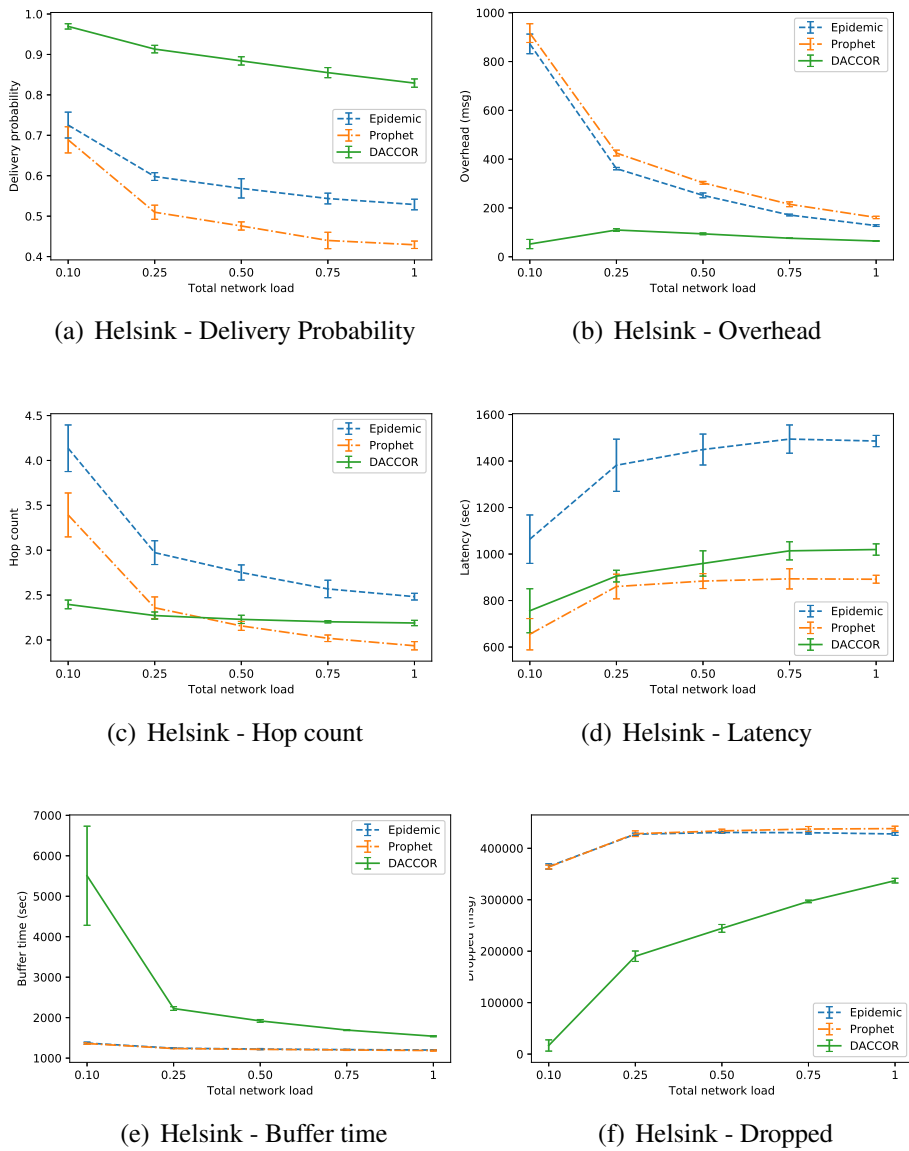 1.0
0.9
0.8
0.7
0.6
0.5
0.4
Delivery probability
Epidemic
Prophet
DACCOR
0.10 0.25 0.50 0.75 1
Total network load
(a) Helsink - Delivery Probability
1000
800
600
400
200
0
Overhead (msg)
Epidemic
Prophet
DACCOR
0.10 0.25 0.50 0.75 1
Total network load
(b) Helsink - Overhead
4.5
4.0
3.5
3.0
2.5
2.0
Hop count
Epidemic
Prophet
DACCOR
0.10 0.25 0.50 0.75 1
Total network load
(c) Helsink - Hop count
1600
1400
1200
1000
800
600
Latency (sec)
Epidemic
Prophet
DACCOR
0.10 0.25 0.50 0.75 1
Total network load
(d) Helsink - Latency
7000
6000
5000
4000
3000
2000
1000
Buffer time (sec)
Epidemic
Prophet
DACCOR
0.10 0.25 0.50 0.75 1
Total network load
(e) Helsink - Buffer time
400000
300000
200000
100000
0
Dropped (msg)
Epidemic
Prophet
DACCOR
0.10 0.25 0.50 0.75 1
Total network load
(f) Helsink - Dropped